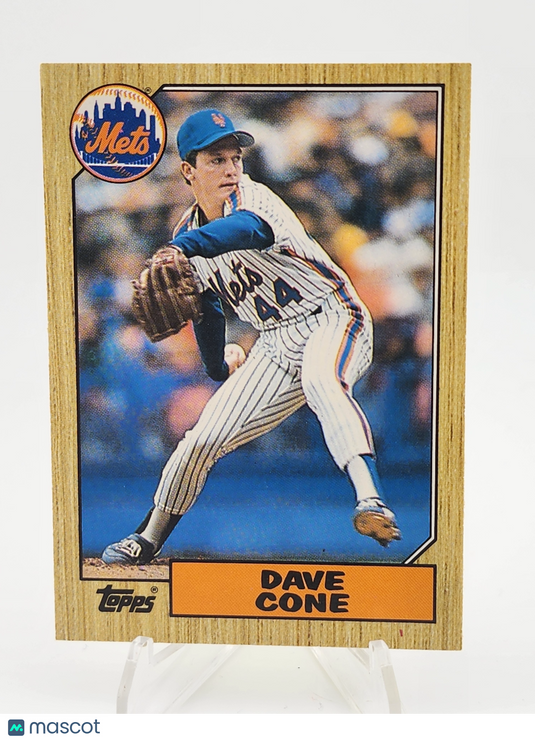 Mets
Mets
44
topps
DAVE
CONE
mascot